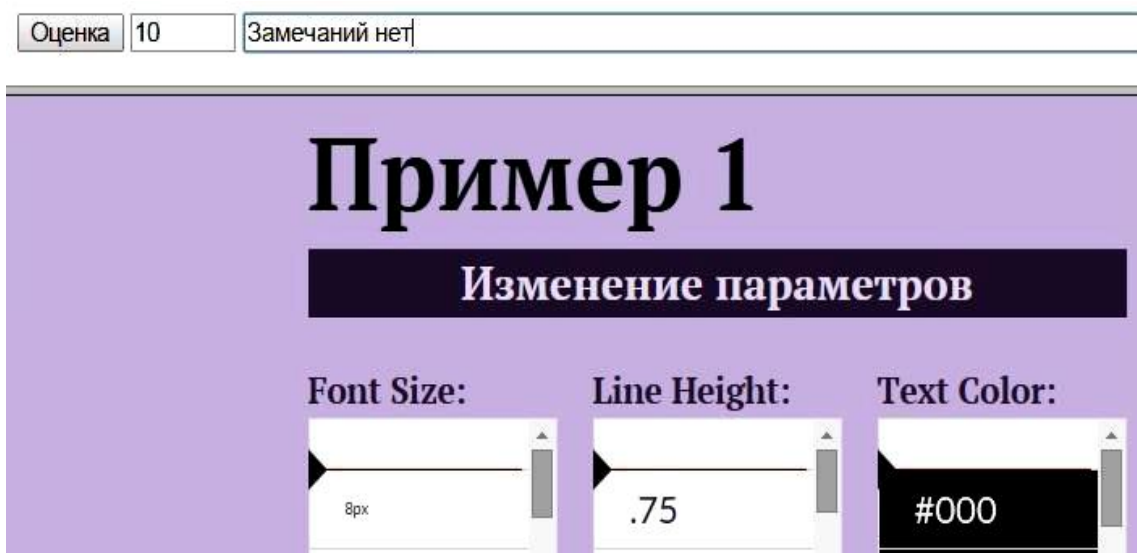 Оценка 10 Замечаний нет
Пример 1
Изменение параметров
Font Size: Line Height: Text Color:
8px .75 #000